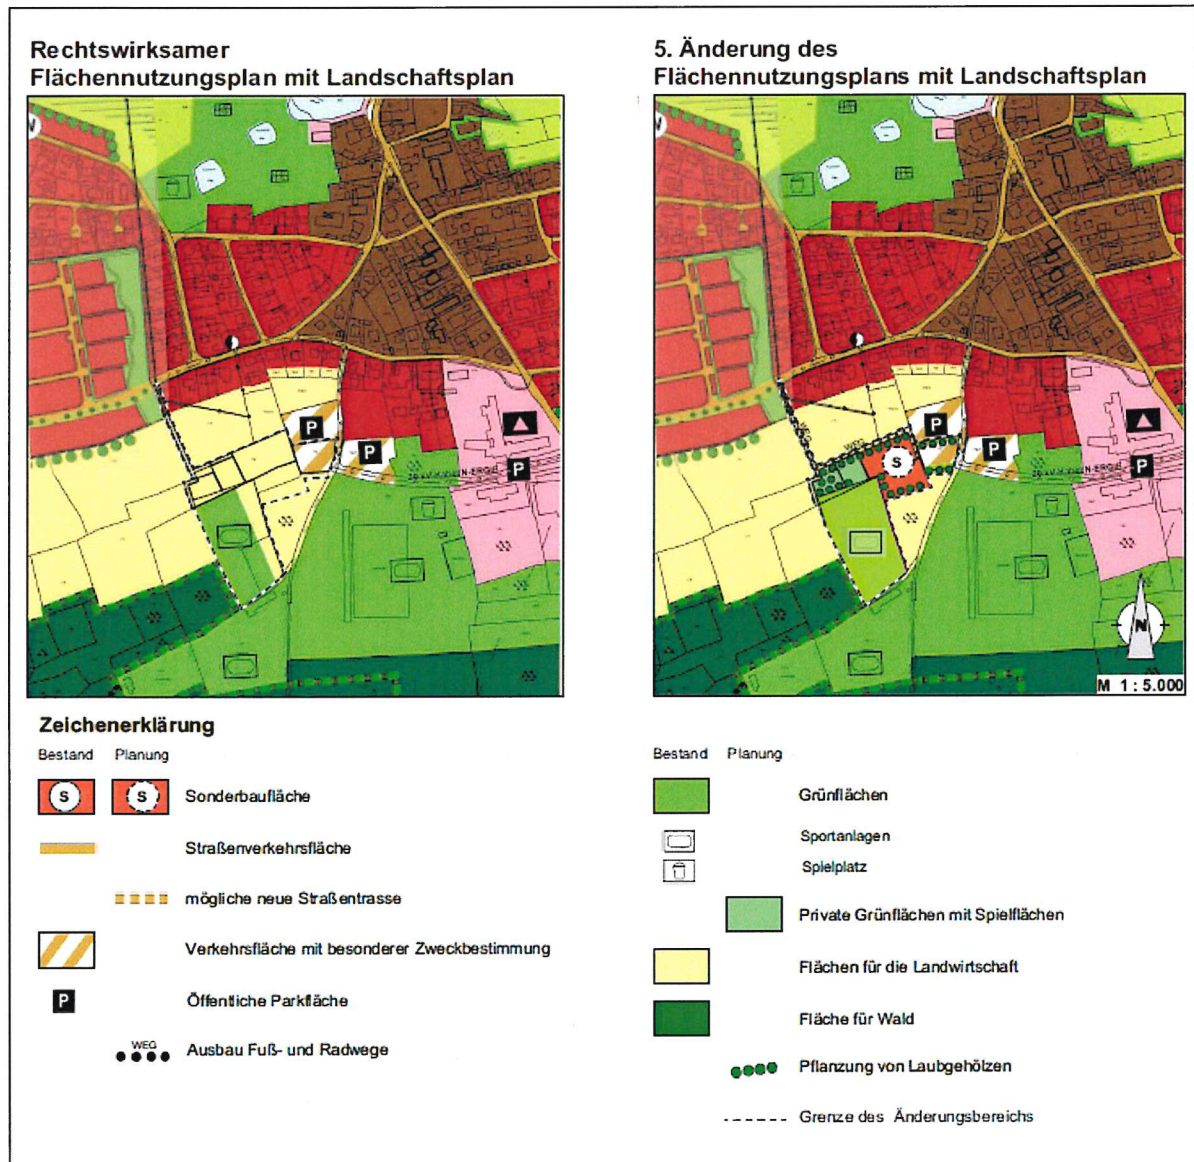 Rechtswirksamer
Flächennutzungsplan mit Landschaftsplan
5. Änderung des
Flächennutzungsplans mit Landschaftsplan
P
P
P
WEG
P
S
P
P
N
M 1 : 5.000
Zeichenerklärung
Bestand Planung
S S Sonderbaufläche
Straßenverkehrsfläche
mögliche neue Straßentrasse
Verkehrsfläche mit besonderer Zweckbestimmung
P Öffentliche Parkfläche
WEG Ausbau Fuß- und Radwege
Bestand Planung
Grünflächen
Sportanlagen
Spielplatz
Private Grünflächen mit Spielflächen
Flächen für die Landwirtschaft
Fläche für Wald
Pflanzung von Laubgehölzen
Grenze des Änderungsbereichs